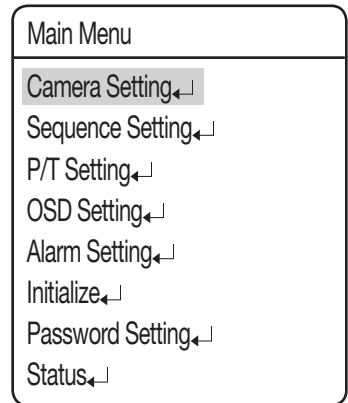 Main Menu
Camera Setting↵
Sequence Setting↵
P/T Setting↵
OSD Setting↵
Alarm Setting↵
Initialize↵
Password Setting↵
Status↵